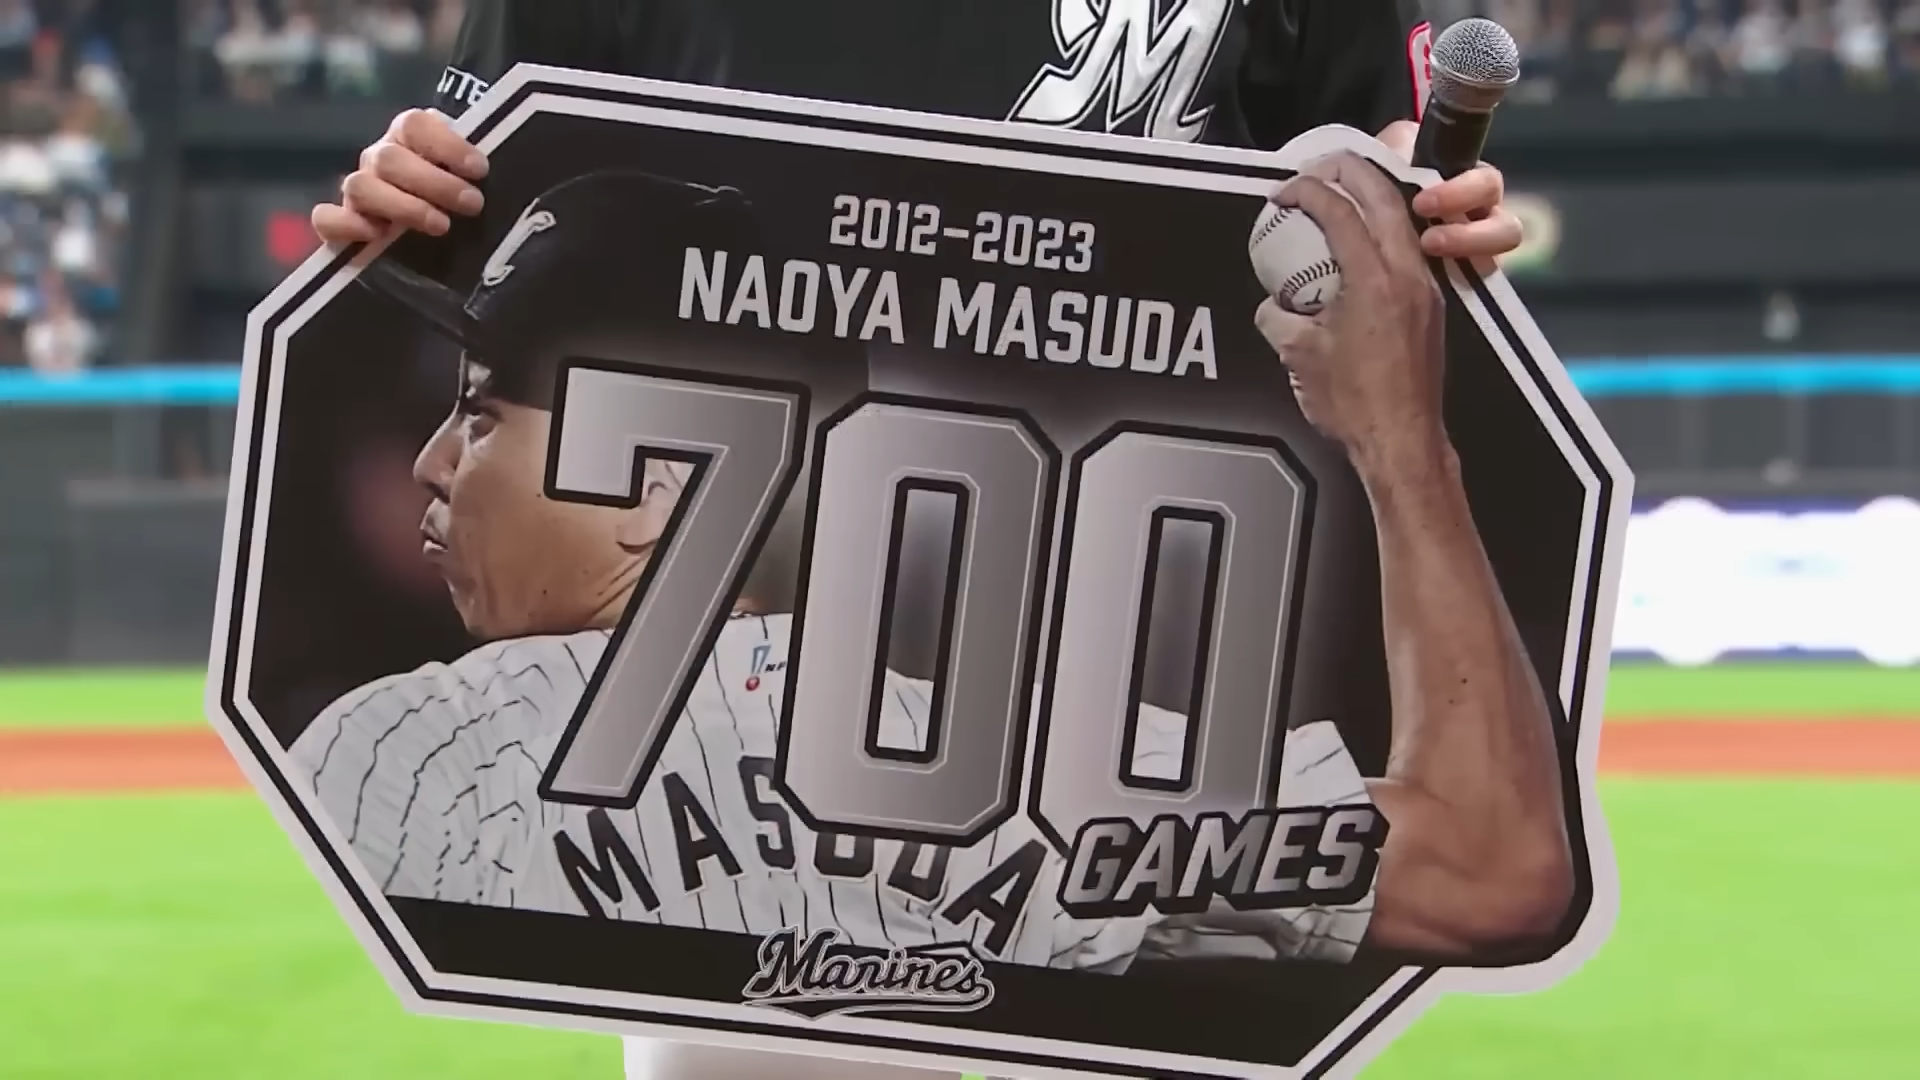 M
2012-2023
NAOYA MASUDA
700
GAMES
MASUDA
Marines